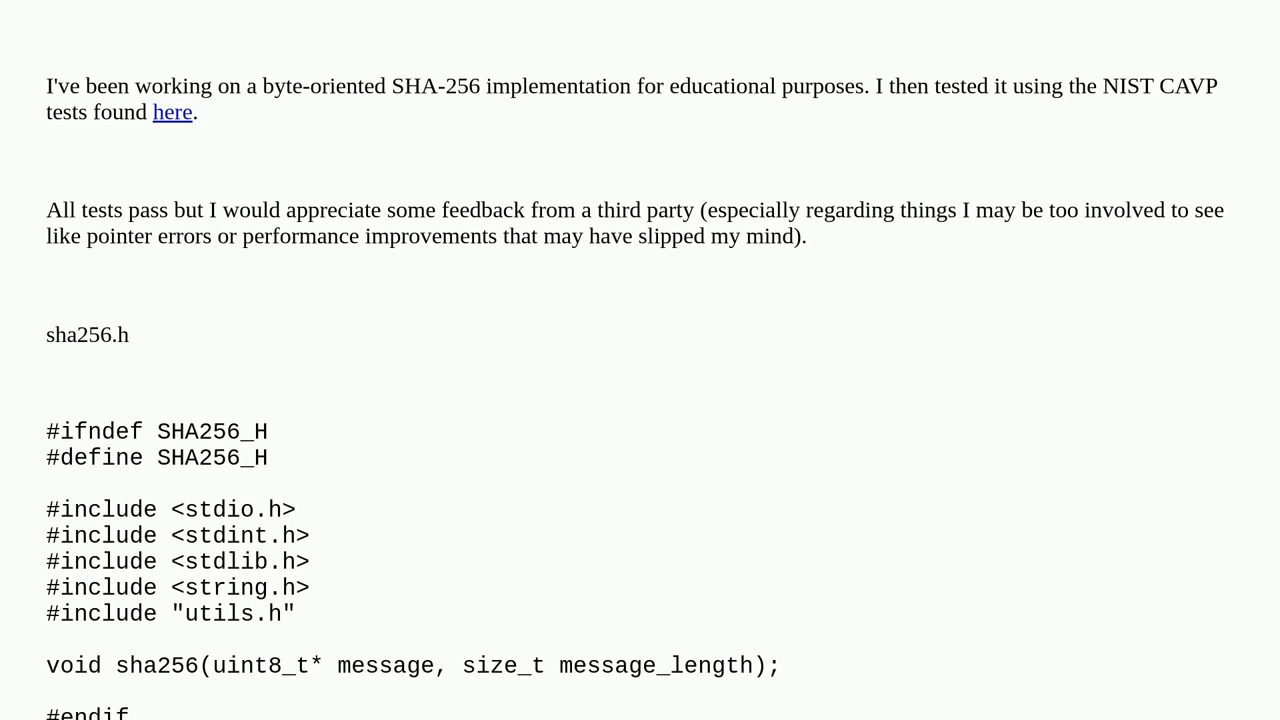 I've been working on a byte-oriented SHA-256 implementation for educational purposes. I then tested it using the NIST CAVP
tests found here.
All tests pass but I would appreciate some feedback from a third party (especially regarding things I may be too involved to see
like pointer errors or performance improvements that may have slipped my mind).
sha256.h
#ifndef SHA256_H
#define SHA256_H
#include <stdio.h>
#include <stdint.h>
#include <stdlib.h>
#include <string.h>
#include "utils.h"
void sha256(uint8_t* message, size_t message_length);
#endif